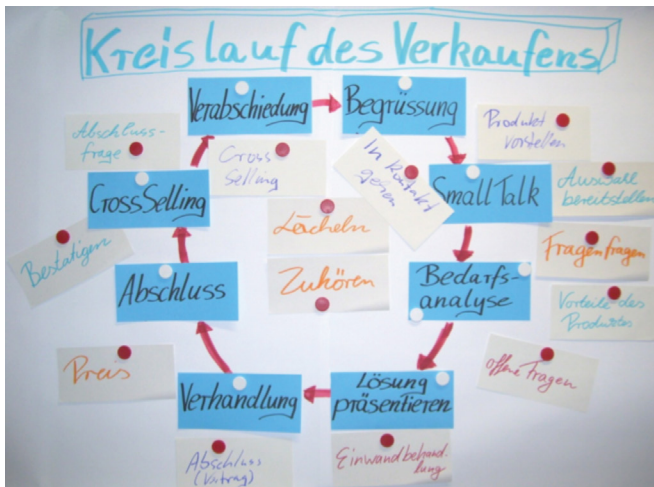 Kreislauf des Verkaufens
Verabschiedung
Begrüssung
Abschluss-
frage
Cross
Selling
In Kontakt
gehen
Produkt
vorstellen
CrossSelling
SmallTalk
Auswahl
bereitstellen
Lächeln
Fragen fragen
Bestätigen
Abschluss
Zuhören
Bedarfs-
analyse
Vorteile des
Produktes
Preis
Verhandlung
Lösung
präsentieren
offene Fragen
Abschluss
(Vertrag)
Einwandbehand-
lung